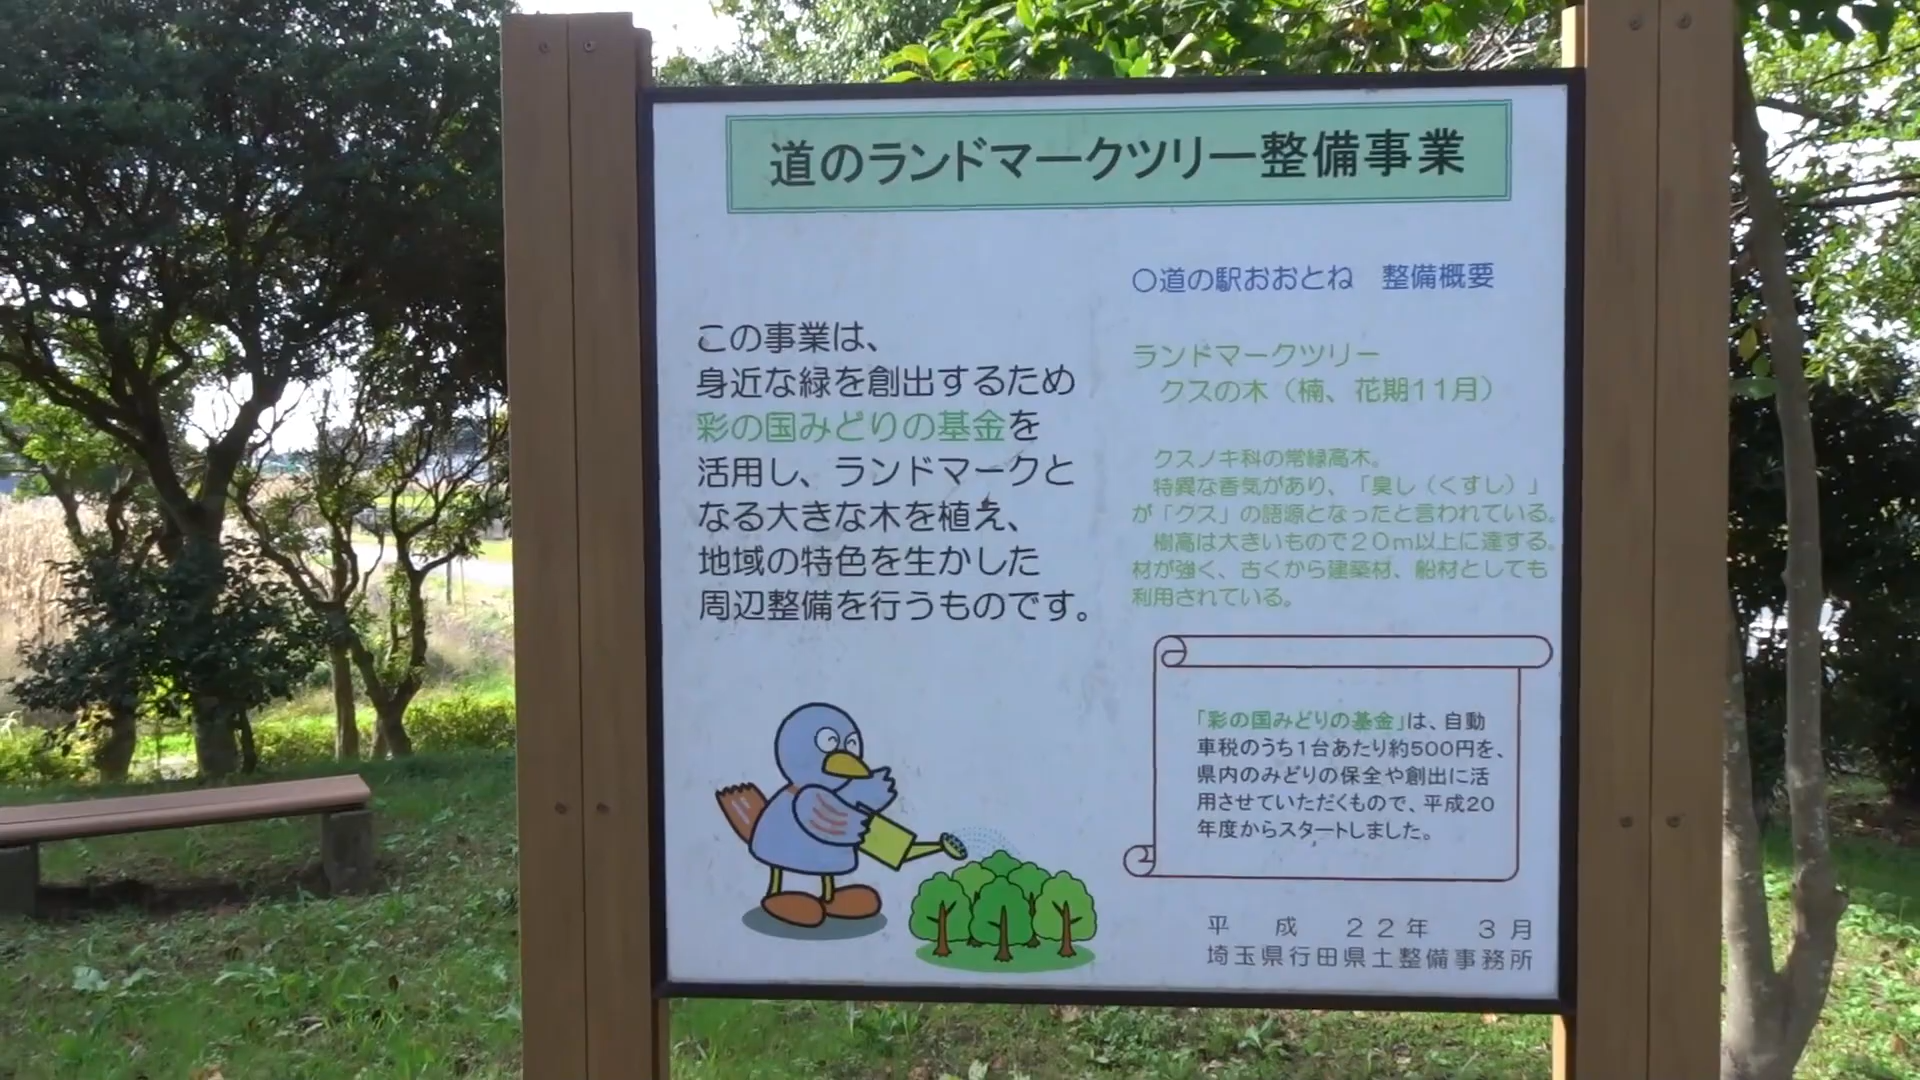 道のランドマークツリー整備事業
この事業は、
身近な緑を創出するため
彩の国みどりの基金を
活用し、ランドマークと
なる大きな木を植え、
地域の特色を生かした
周辺整備を行うものです。
〇道の駅おおとね　整備概要
ランドマークツリー
クスの木（楠、花期11月）
クスノキ科の常緑高木。
特異な香気があり、「臭し（くすし）」
が「クス」の語源となったと言われている。
樹高は大きいもので２０ｍ以上に達する。
材が強く、古くから建築材、船材としても
利用されている。
「彩の国みどりの基金」は、自動
車税のうち１台あたり約500円を、
県内のみどりの保全や創出に活
用させていただくもので、平成20
年度からスタートしました。
平　成　２２年　３月
埼玉県行田県土整備事務所